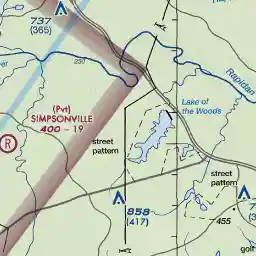 737
(365)
230
Rapidan
(Pvt)
SIMPSONVILLE
400 – 19
R
Lake of
the Woods
street
pattern
street
pattern
858
(417)
455
golf